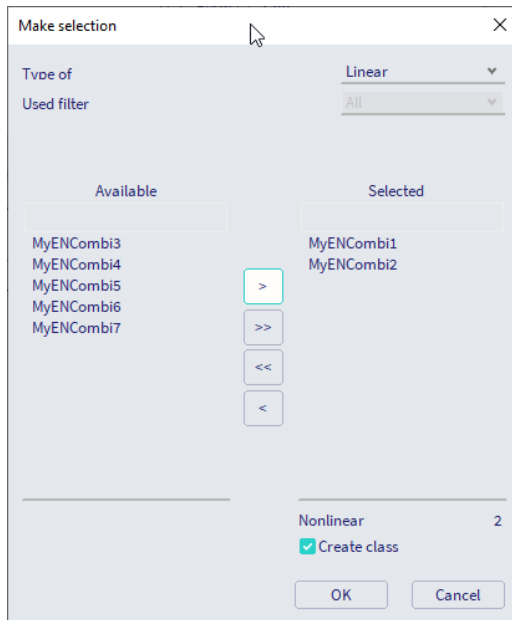 Make selection
Type of
Linear
Used filter
All
Available
Selected
MyENCombi3
MyENCombi4
MyENCombi5
MyENCombi6
MyENCombi7
>
>>
<<
<
MyENCombi1
MyENCombi2
Nonlinear 2
Create class
OK
Cancel